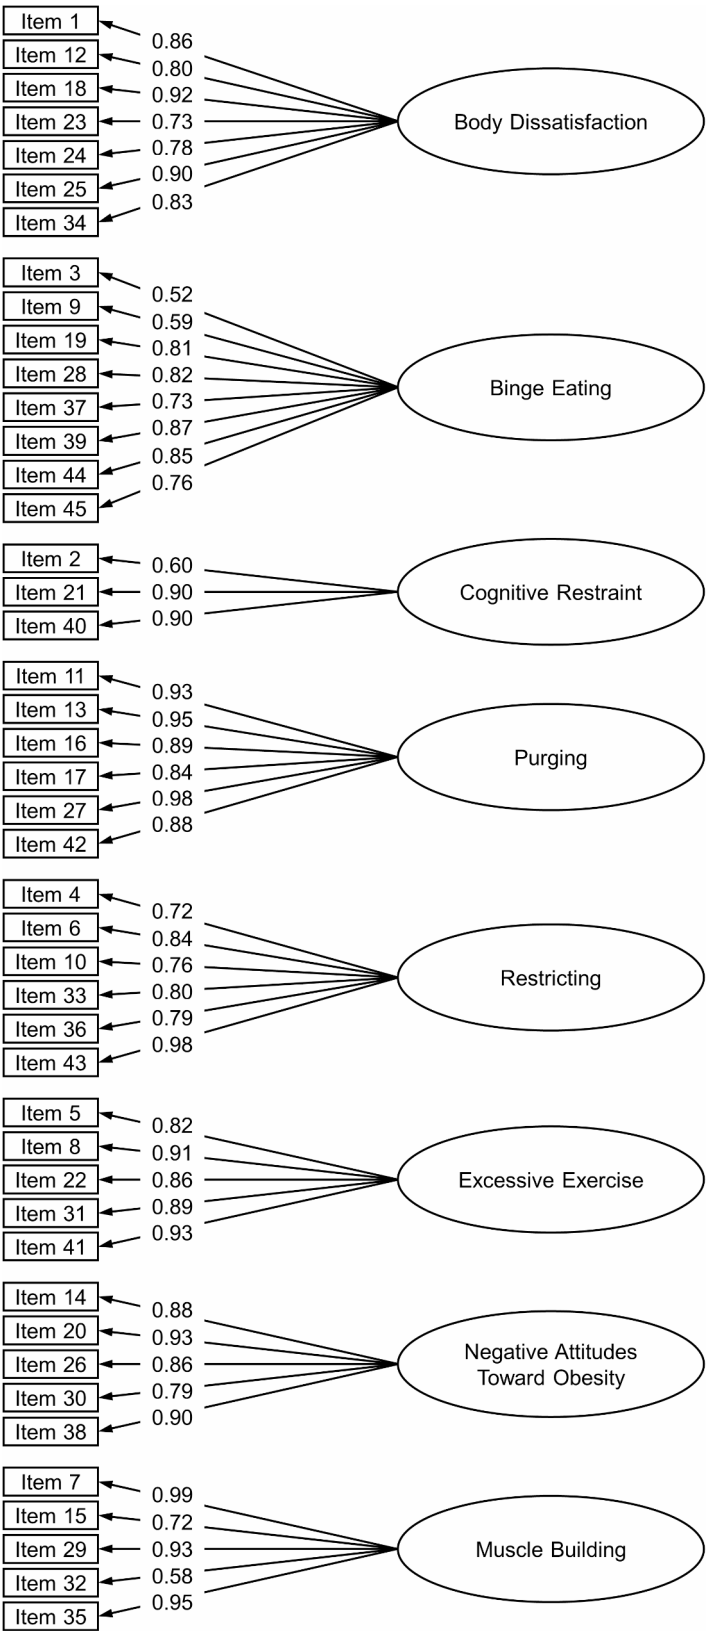 Item 1
Item 12
Item 18
Item 23
Item 24
Item 25
Item 34
0.86
0.80
0.92
0.73
0.78
0.90
0.83
Body Dissatisfaction
Item 3
Item 9
Item 19
Item 28
Item 37
Item 39
Item 44
Item 45
0.52
0.59
0.81
0.82
0.73
0.87
0.85
0.76
Binge Eating
Item 2
Item 21
Item 40
0.60
0.90
0.90
Cognitive Restraint
Item 11
Item 13
Item 16
Item 17
Item 27
Item 42
0.93
0.95
0.89
0.84
0.98
0.88
Purging
Item 4
Item 6
Item 10
Item 33
Item 36
Item 43
0.72
0.84
0.76
0.80
0.79
0.98
Restricting
Item 5
Item 8
Item 22
Item 31
Item 41
0.82
0.91
0.86
0.89
0.93
Excessive Exercise
Item 14
Item 20
Item 26
Item 30
Item 38
0.88
0.93
0.86
0.79
0.90
Negative Attitudes
Toward Obesity
Item 7
Item 15
Item 29
Item 32
Item 35
0.99
0.72
0.93
0.58
0.95
Muscle Building